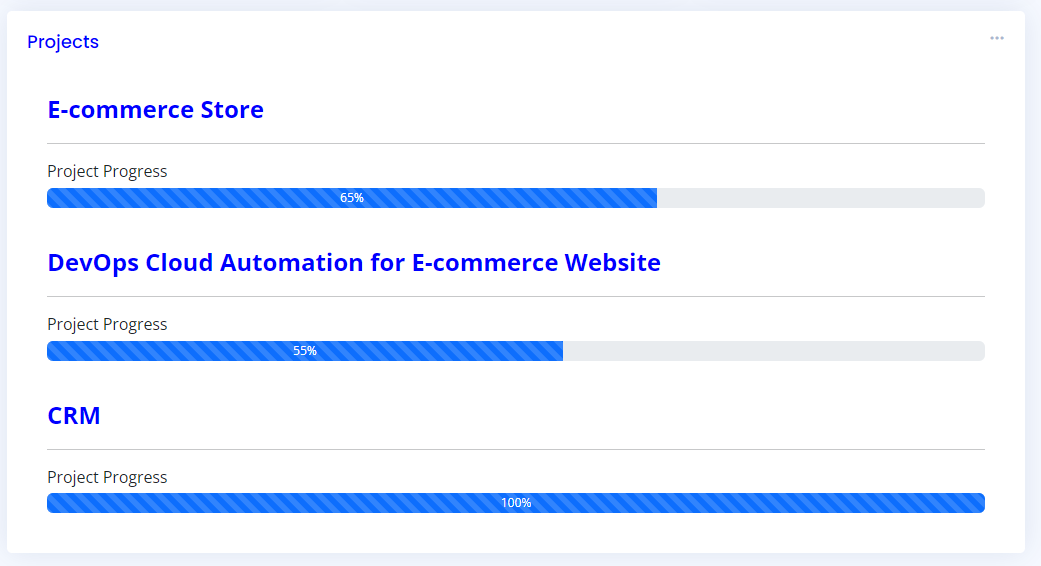 Projects
E-commerce Store
Project Progress
65%
DevOps Cloud Automation for E-commerce Website
Project Progress
55%
CRM
Project Progress
100%